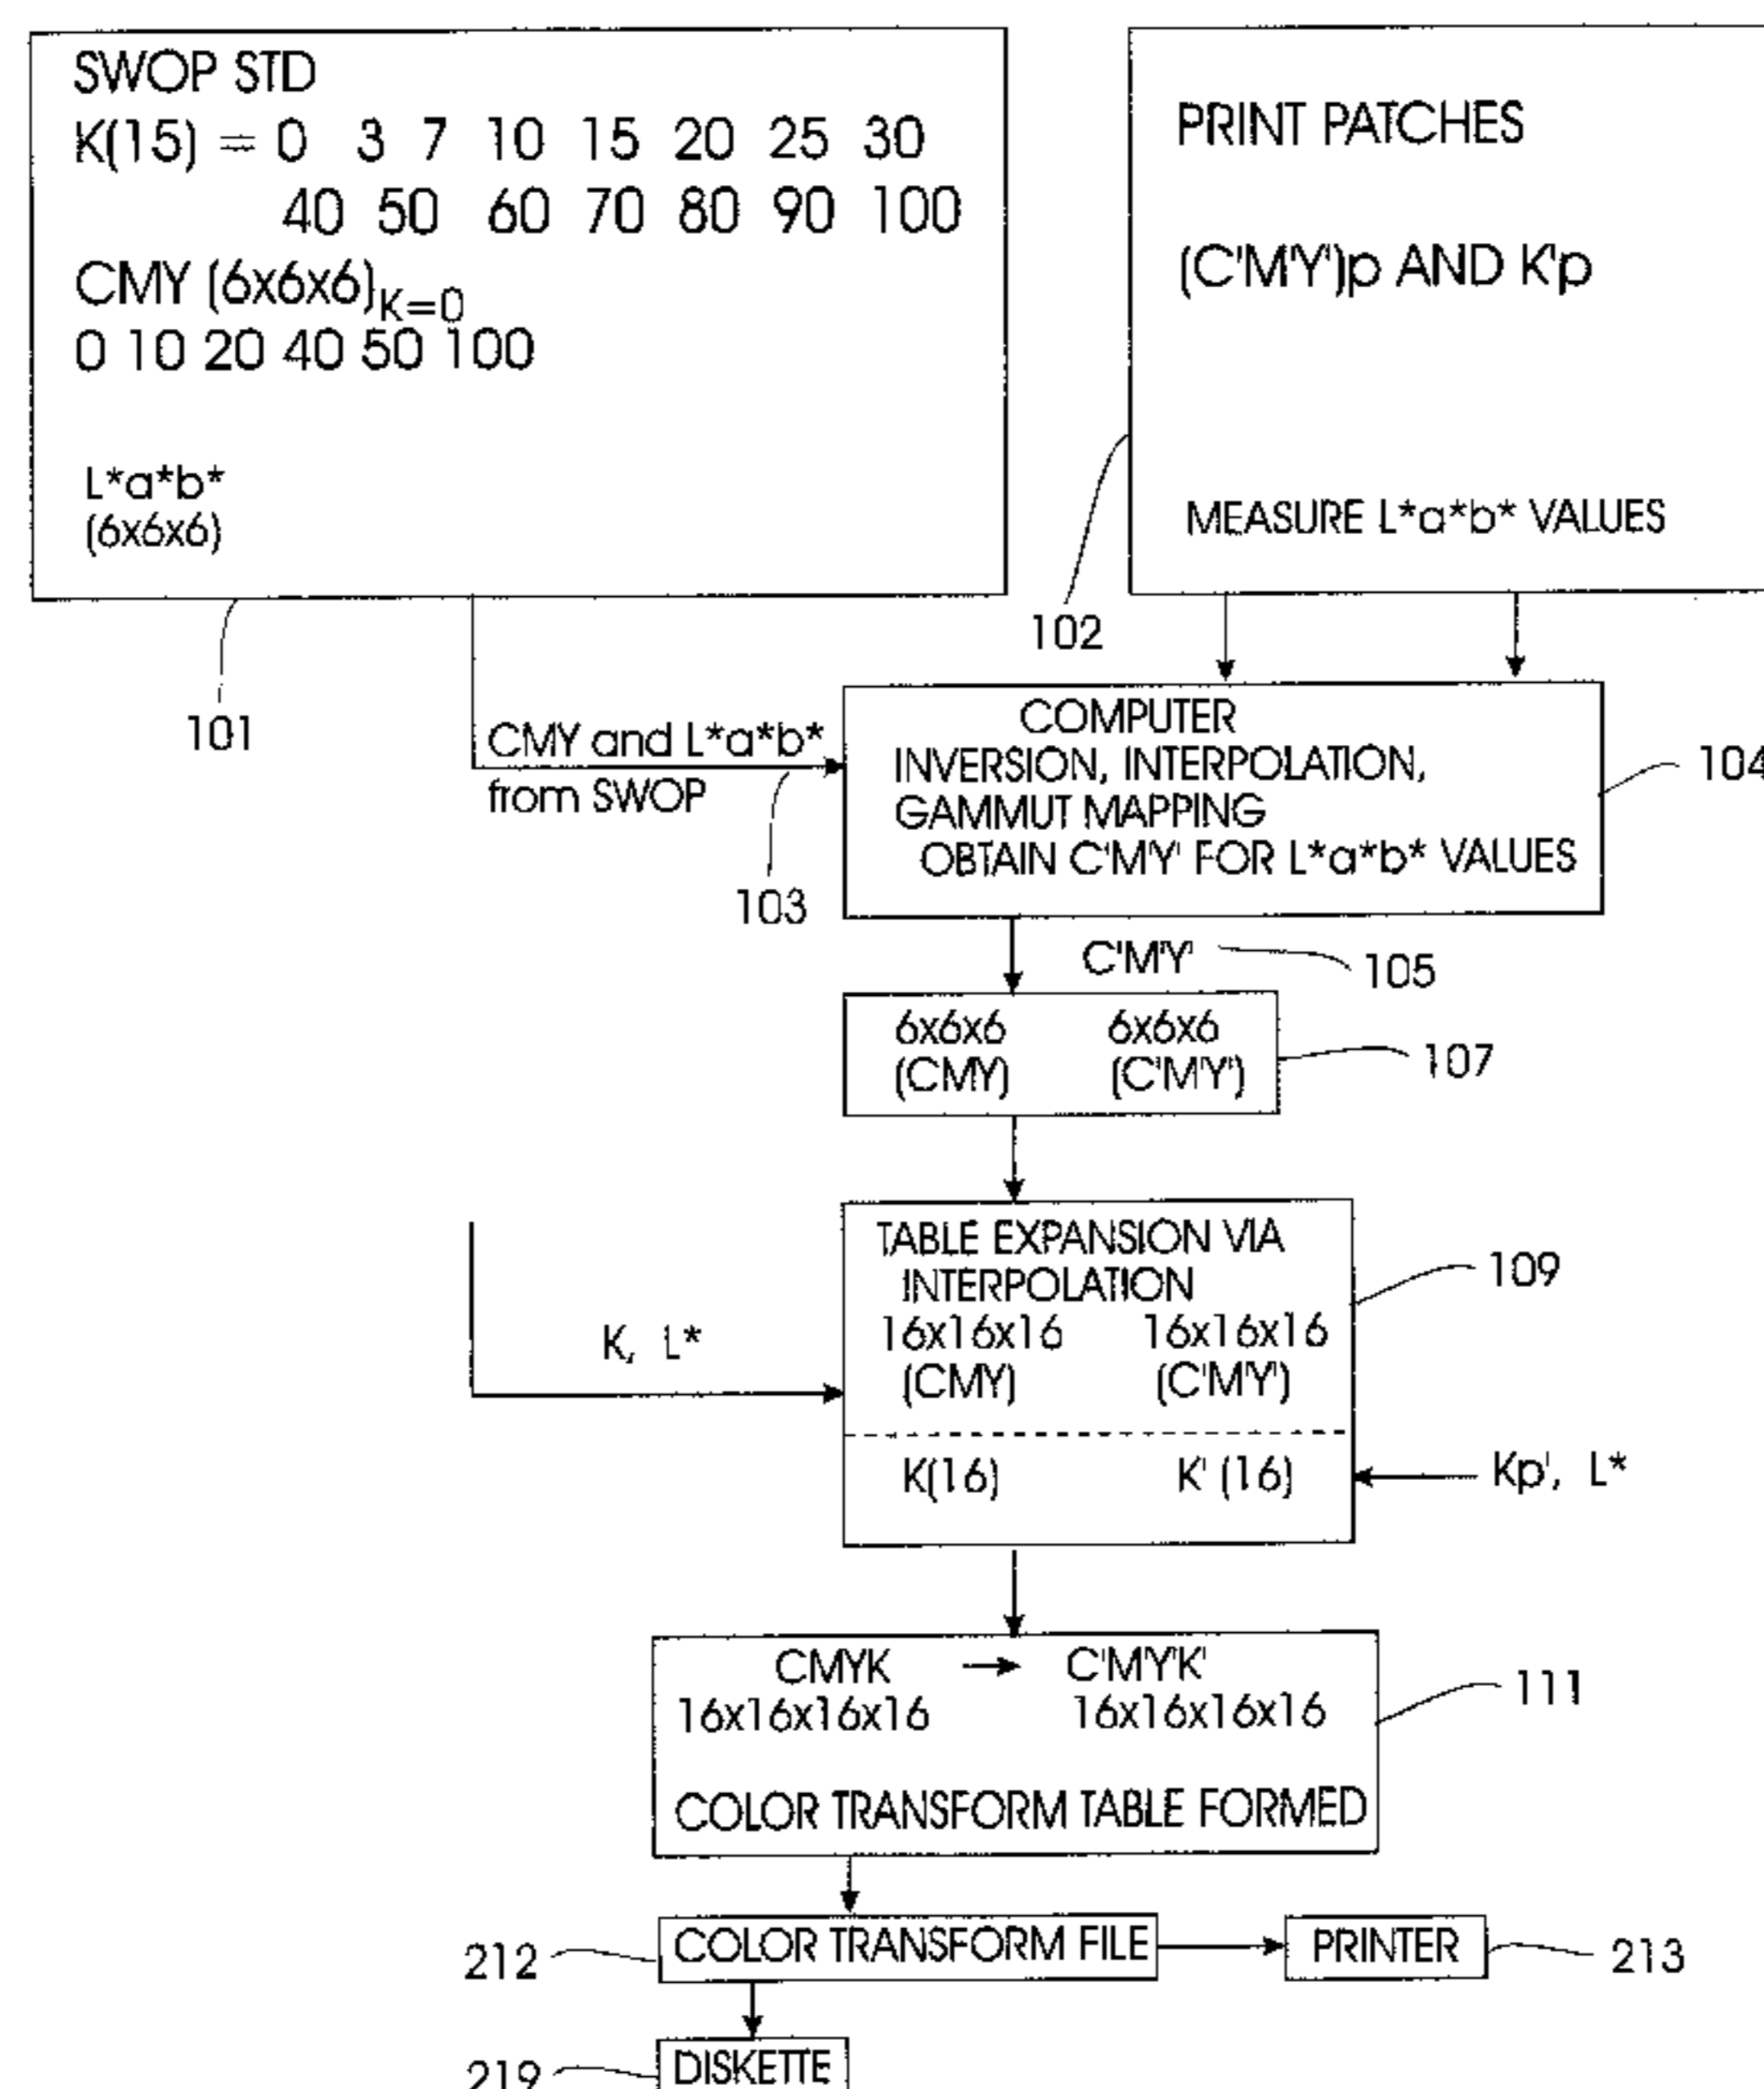 SWOP STD
K(15) = 0 3 7 10 15 20 25 30
40 50 60 70 80 90 100
CMY (6x6x6)K=0
0 10 20 40 50 100
L*a*b*
(6x6x6)
101
PRINT PATCHES
(C'M'Y')p AND K'p
MEASURE L*a*b* VALUES
102
CMY and L*a*b*
from SWOP
103
COMPUTER
INVERSION, INTERPOLATION,
GAMMUT MAPPING
OBTAIN C'M'Y' FOR L*a*b* VALUES
104
C'M'Y'
105
6x6x6 6x6x6
(CMY) (C'M'Y')
107
TABLE EXPANSION VIA
INTERPOLATION
16x16x16 16x16x16
(CMY) (C'M'Y')
K(16) K' (16)
109
K, L*
Kp', L*
CMYK → C'M'Y'K'
16x16x16x16 16x16x16x16
COLOR TRANSFORM TABLE FORMED
111
212
COLOR TRANSFORM FILE
PRINTER
213
219
DISKETTE